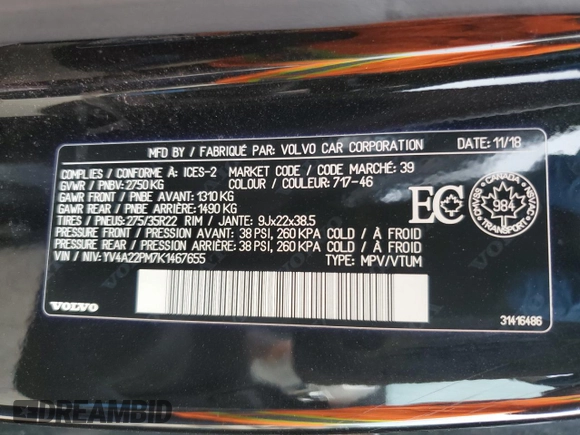 MFD BY / FABRIQUÉ PAR: VOLVO CAR CORPORATION DATE: 11/18
COMPLIES / CONFORME À: ICES-2 MARKET CODE / CODE MARCHÉ: 39
GVWR / PNBV: 2750 KG COLOUR / COULEUR: 717-46
GAWR FRONT / PNBE AVANT: 1310 KG
GAWR REAR / PNBE ARRIÈRE: 1490 KG
TIRES / PNEUS: 275/35R22 RIM / JANTE: 9Jx22x38.5
PRESSURE FRONT / PRESSION AVANT: 38 PSI, 260 KPA COLD / À FROID
PRESSURE REAR / PRESSION ARRIÈRE: 38 PSI, 260 KPA COLD / À FROID
VIN / NIV: YV4A22PM7K1467655 TYPE: MPV/VTUM
EC
CANADA
984
NSVAC
NSVMO
VOLVO
31416486
DREAMBID